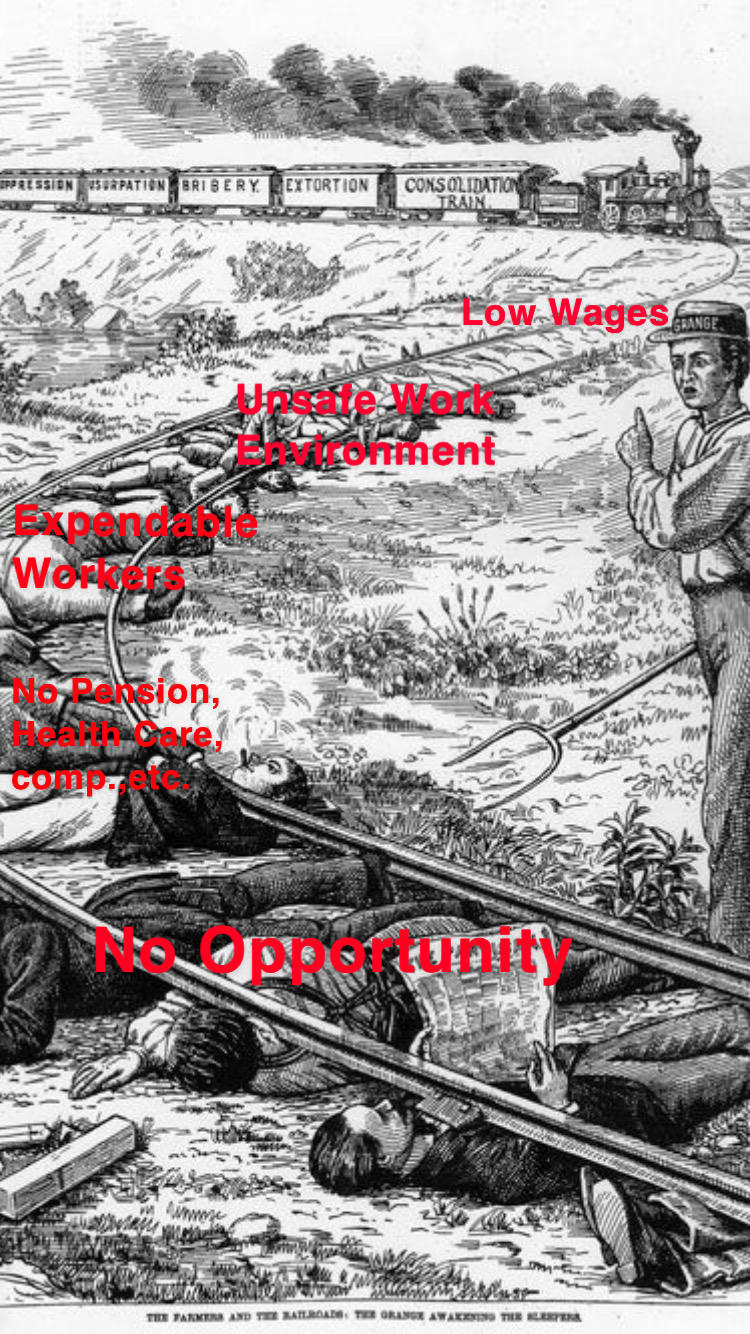 OPPRESSION USURPATION BRIBERY. EXTORTION CONSOLIDATION
TRAIN.
Low Wages
GRANGE
Unsafe Work
Environment
Expendable
Workers
No Pension,
Health Care,
comp.,etc.
No Opportunity
THE FARMERS AND THE RAILROADS: THE GRANGE AWAKENING THE SLEEPERS.